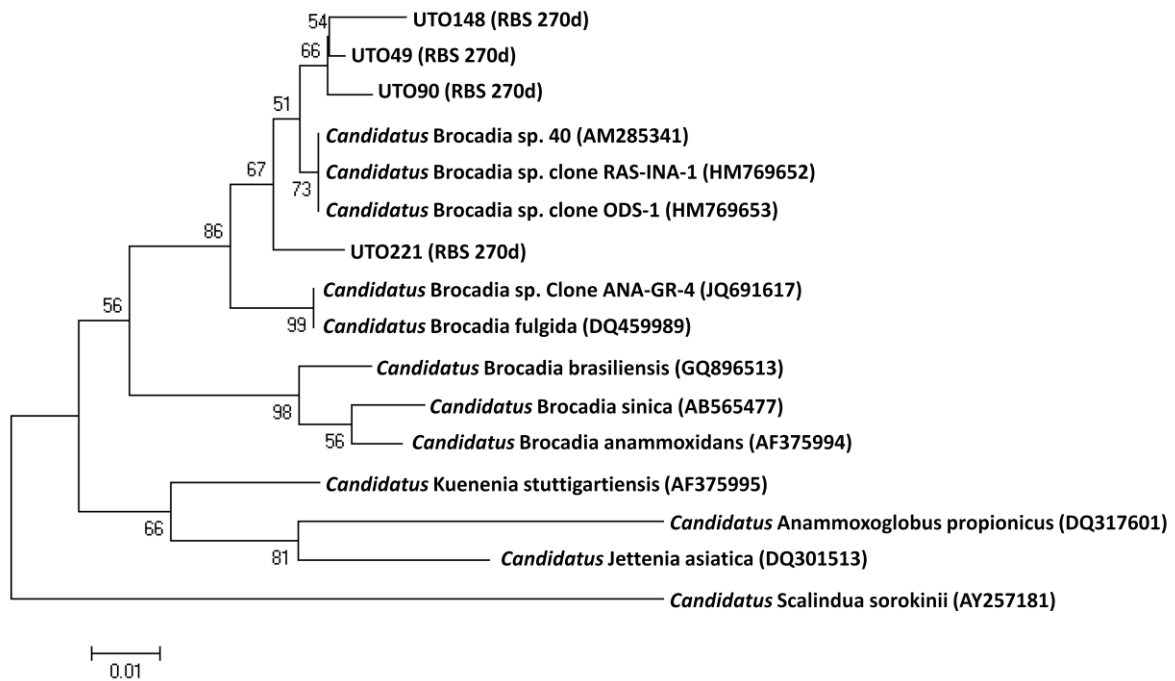 54
UTO148 (RBS 270d)
66
UTO49 (RBS 270d)
UTO90 (RBS 270d)
51
Candidatus Brocadia sp. 40 (AM285341)
67
Candidatus Brocadia sp. clone RAS-INA-1 (HM769652)
73
Candidatus Brocadia sp. clone ODS-1 (HM769653)
86
UTO221 (RBS 270d)
Candidatus Brocadia sp. Clone ANA-GR-4 (JQ691617)
56
99
Candidatus Brocadia fulgida (DQ459989)
Candidatus Brocadia brasiliensis (GQ896513)
98
Candidatus Brocadia sinica (AB565477)
56
Candidatus Brocadia anammoxidans (AF375994)
Candidatus Kuenenia stuttigartiensis (AF375995)
66
Candidatus Anammoxoglobus propionicus (DQ317601)
81
Candidatus Jettenia asiatica (DQ301513)
Candidatus Scalindua sorokinii (AY257181)
0.01